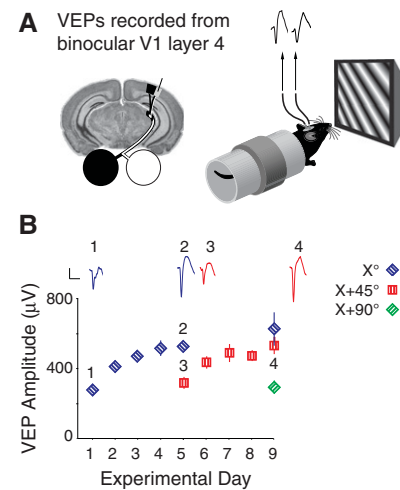 A
VEPs recorded from
binocular V1 layer 4
B
1
2
3
4
X°
X+45°
X+90°
VEP Amplitude (µV)
800
400
0
1
2
3
4
1 2 3 4 5 6 7 8 9
Experimental Day